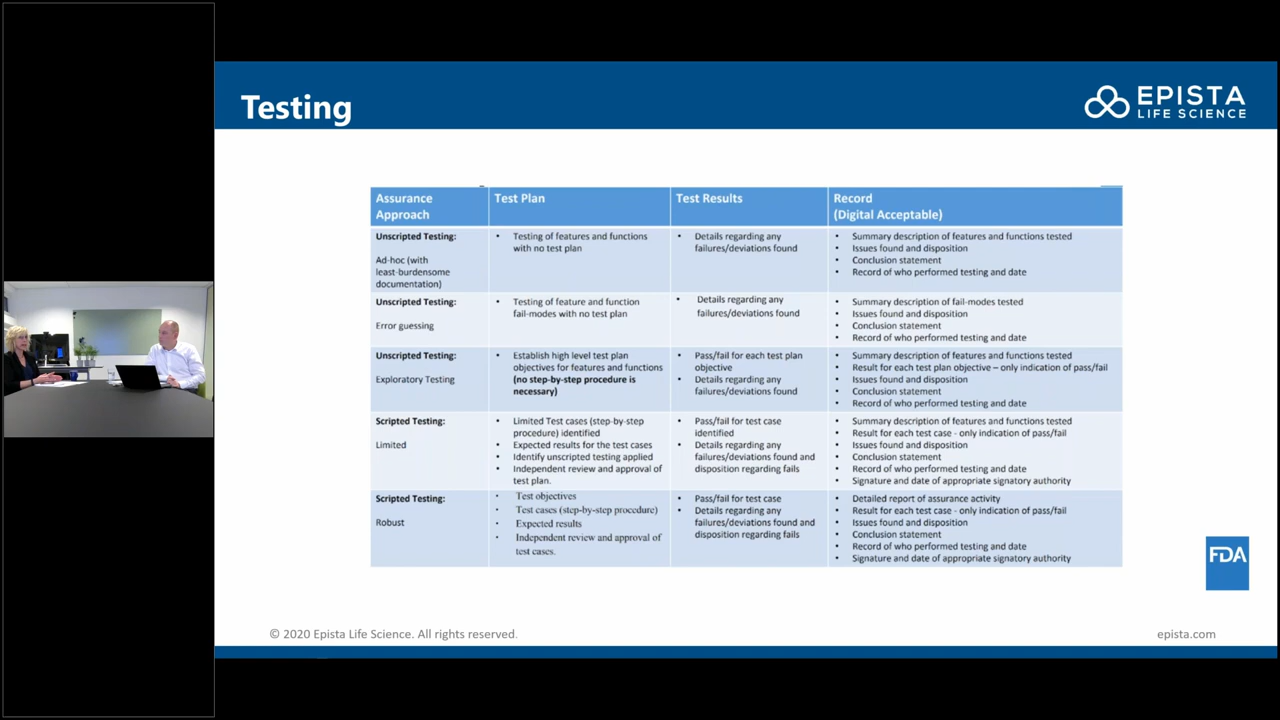 Testing
EPISTA
LIFE SCIENCE
Assurance
Approach
Test Plan
Test Results
Record
(Digital Acceptable)
Unscripted Testing:
Ad-hoc (with
least-burdensome
documentation)
• Testing of features and functions
with no test plan
• Details regarding any
failures/deviations found
• Summary description of features and functions tested
• Issues found and disposition
• Conclusion statement
• Record of who performed testing and date
Unscripted Testing:
Error guessing
• Testing of feature and function
fail-modes with no test plan
• Details regarding any
failures/deviations found
• Summary description of fail-modes tested
• Issues found and disposition
• Conclusion statement
• Record of who performed testing and date
Unscripted Testing:
Exploratory Testing
• Establish high level test plan
objectives for features and functions
(no step-by-step procedure is
necessary)
• Pass/fail for each test plan
objective
• Details regarding any
failures/deviations found
• Summary description of features and functions tested
• Result for each test plan objective – only indication of pass/fail
• Issues found and disposition
• Conclusion statement
• Record of who performed testing and date
Scripted Testing:
Limited
• Limited Test cases (step-by-step
procedure) identified
• Expected results for the test cases
• Identify unscripted testing applied
• Independent review and approval of
test plan.
• Pass/fail for test case
identified
• Details regarding any
failures/deviations found and
disposition regarding fails
• Summary description of features and functions tested
• Result for each test case - only indication of pass/fail
• Issues found and disposition
• Conclusion statement
• Record of who performed testing and date
• Signature and date of appropriate signatory authority
Scripted Testing:
Robust
• Test objectives
• Test cases (step-by-step procedure)
• Expected results
• Independent review and approval of
test cases.
• Pass/fail for test case
• Details regarding any
failures/deviations found and
disposition regarding fails
• Detailed report of assurance activity
• Result for each test case - only indication of pass/fail
• Issues found and disposition
• Conclusion statement
• Record of who performed testing and date
• Signature and date of appropriate signatory authority
FDA
© 2020 Epista Life Science. All rights reserved.
epista.com